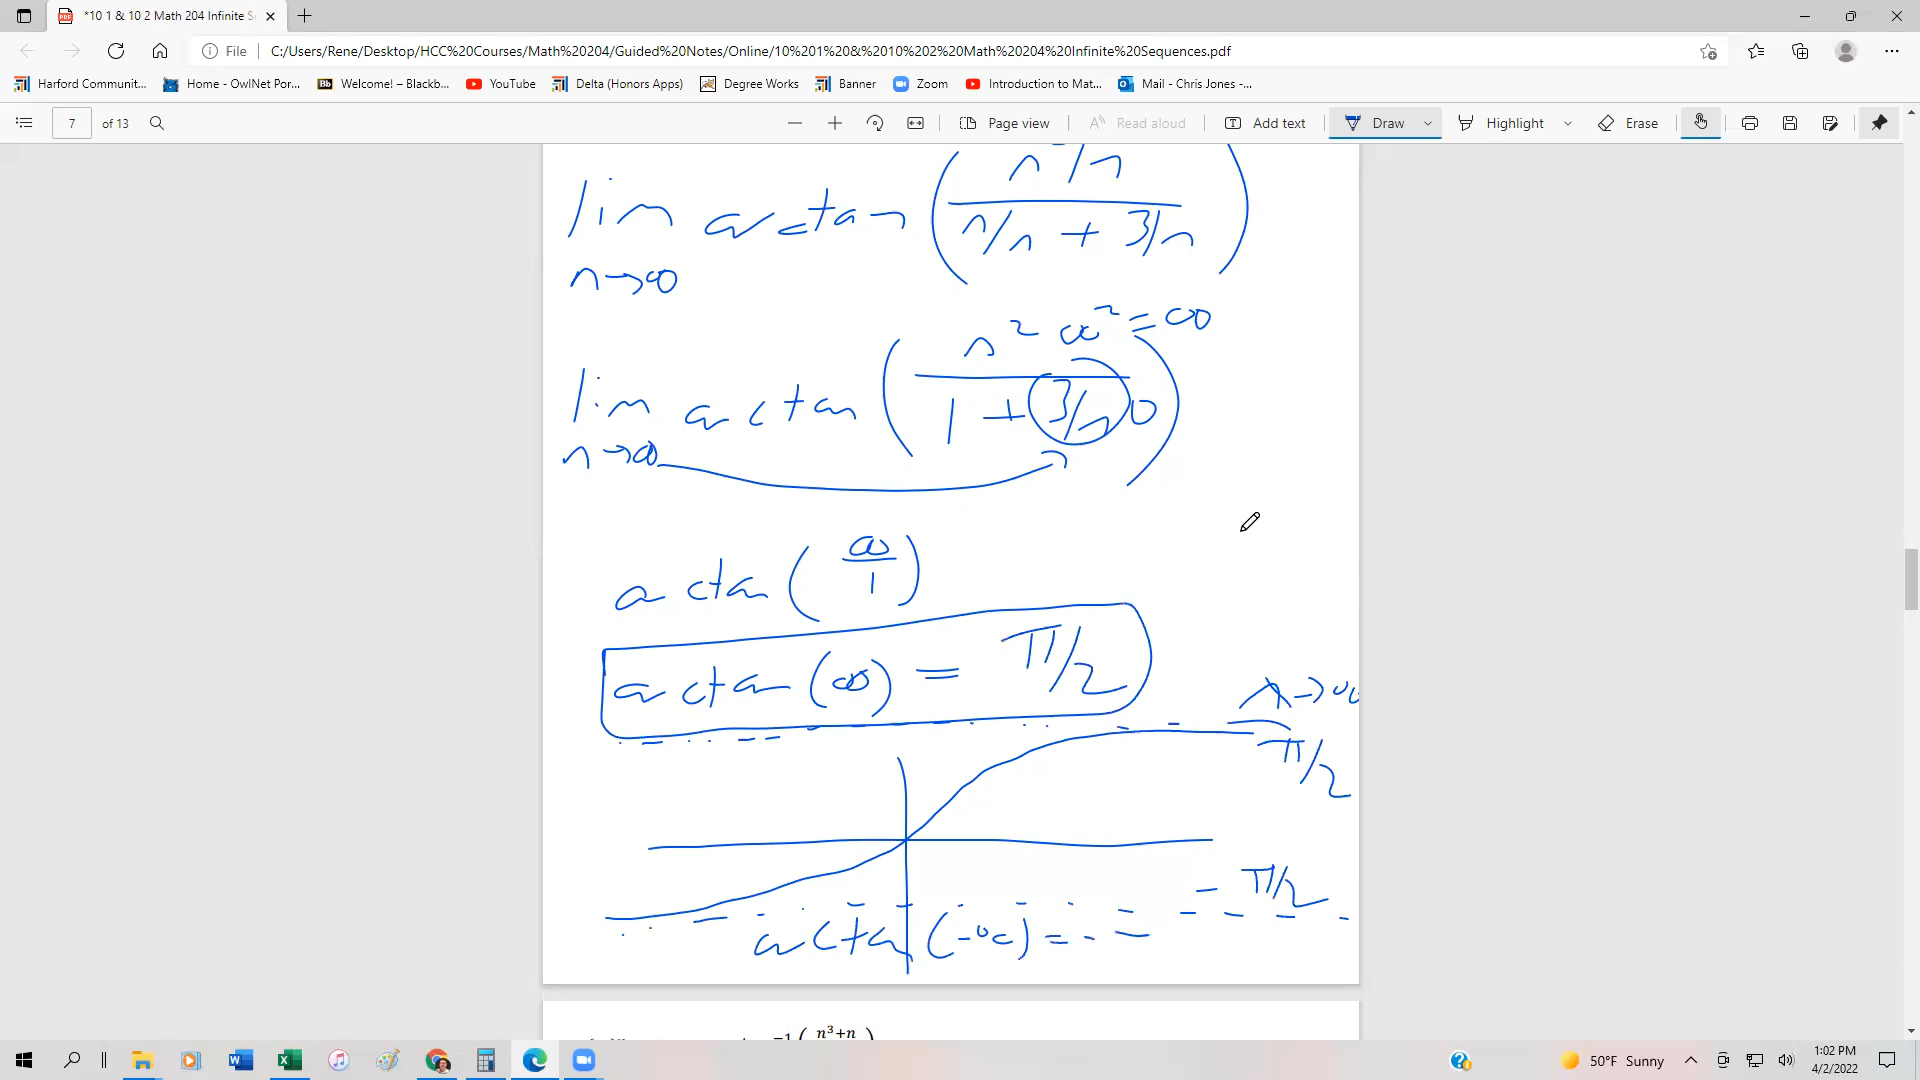 *10 1 & 10 2 Math 204 Infinite S
File C:/Users/Rene/Desktop/HCC%20Courses/Math%20204/Guided%20Notes/Online/10%201%20&%2010%202%20Math%20204%20Infinite%20Sequences.pdf
Harford Communit... Home - OwlNet Por... Welcome! – Blackb... YouTube Delta (Honors Apps) Degree Works Banner Zoom Introduction to Mat... Mail - Chris Jones -...
7 of 13 Page view Read aloud Add text Draw Highlight Erase
lim arctan ( / n/n + 3/n )
n→∞
lim arctan ( n² ∞² = ∞ / 1 + 3/n 0 )
n→∞
arctan ( ∞/1 )
arctan (∞) = π/2
x→∞
π/2
- π/2
arctan (-∞) =
n³+n
50°F Sunny 1:02 PM
4/2/2022